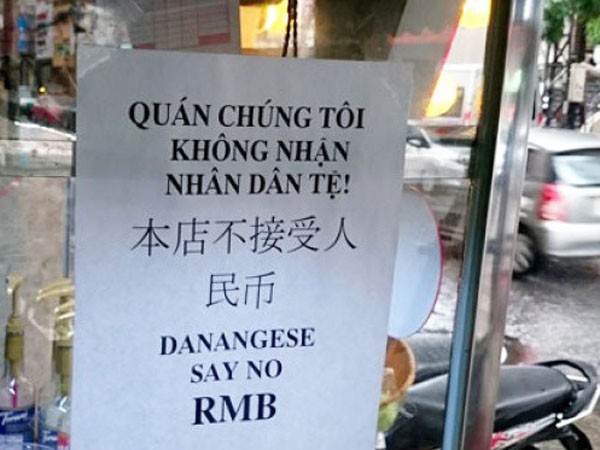 QUÁN CHÚNG TÔI
KHÔNG NHẬN
NHÂN DÂN TỆ!
本店不接受人
民币
DANANGESE
SAY NO
RMB